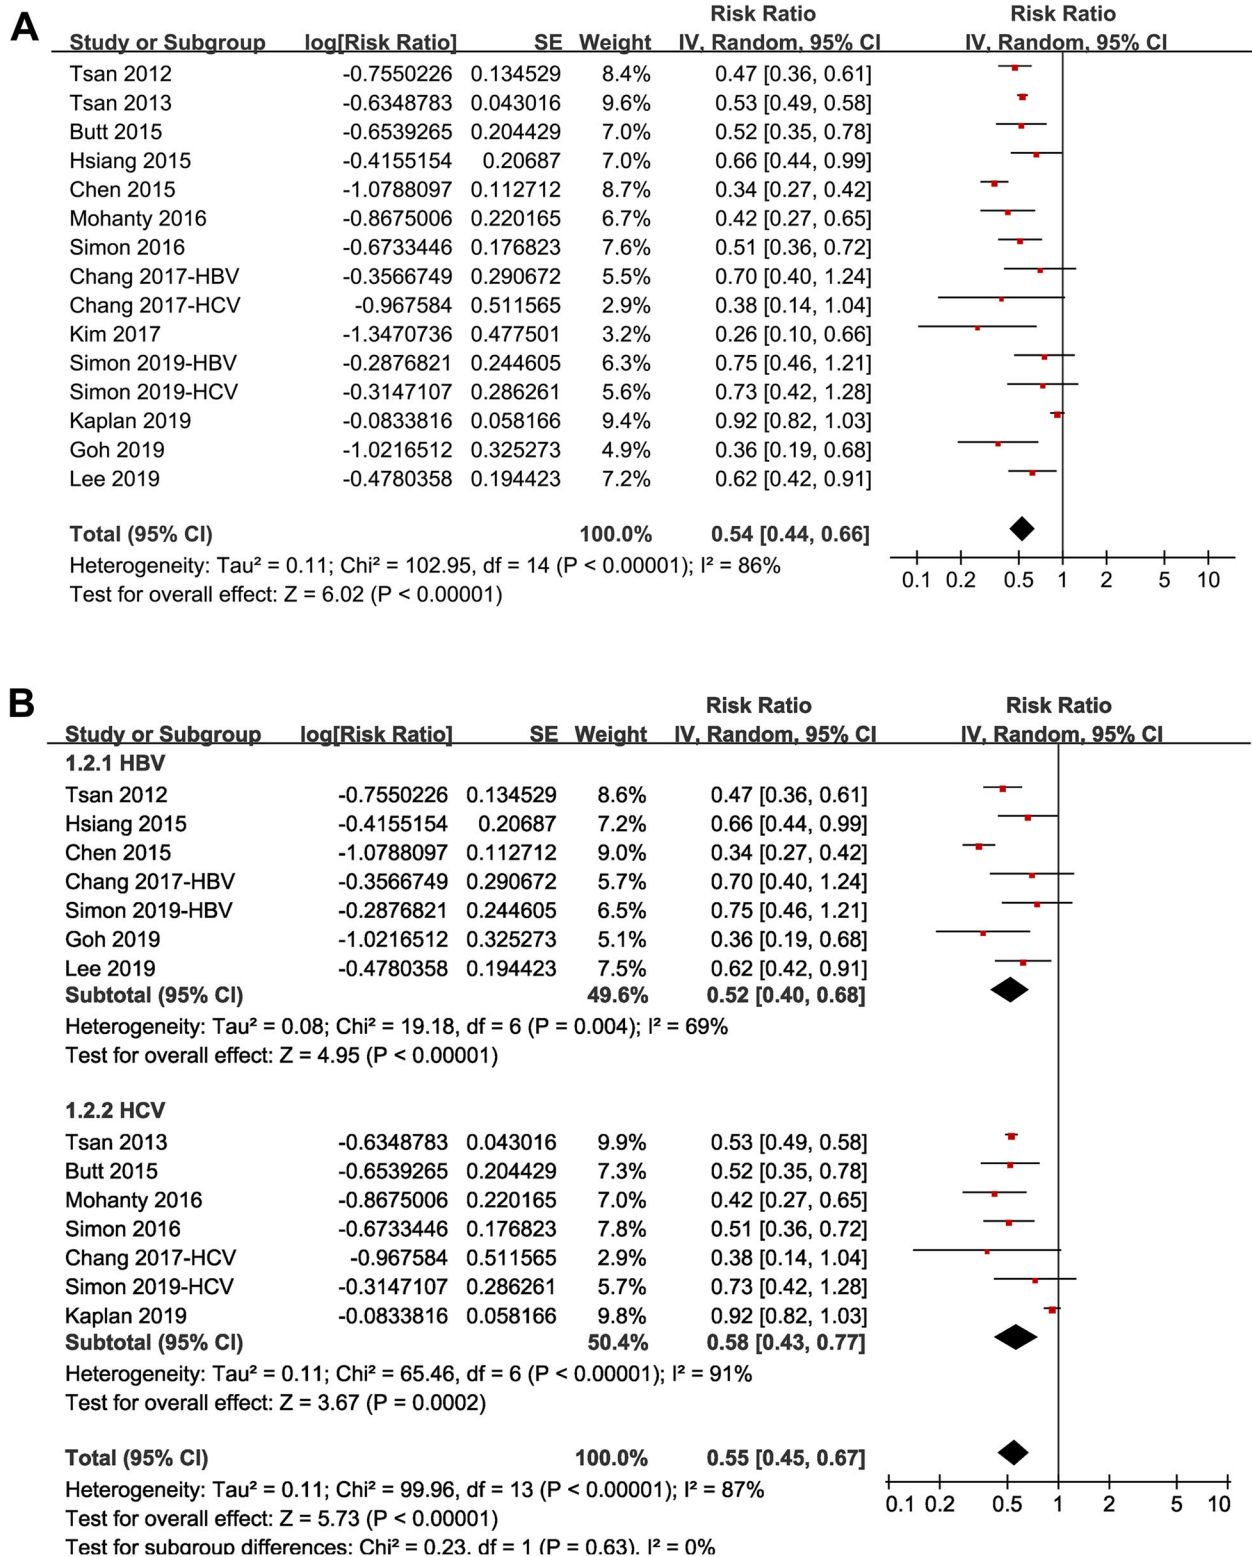 A
Risk Ratio Risk Ratio
Study or Subgroup log[Risk Ratio] SE Weight IV, Random, 95% CI IV, Random, 95% CI
Tsan 2012 -0.7550226 0.134529 8.4% 0.47 [0.36, 0.61]
Tsan 2013 -0.6348783 0.043016 9.6% 0.53 [0.49, 0.58]
Butt 2015 -0.6539265 0.204429 7.0% 0.52 [0.35, 0.78]
Hsiang 2015 -0.4155154 0.20687 7.0% 0.66 [0.44, 0.99]
Chen 2015 -1.0788097 0.112712 8.7% 0.34 [0.27, 0.42]
Mohanty 2016 -0.8675006 0.220165 6.7% 0.42 [0.27, 0.65]
Simon 2016 -0.6733446 0.176823 7.6% 0.51 [0.36, 0.72]
Chang 2017-HBV -0.3566749 0.290672 5.5% 0.70 [0.40, 1.24]
Chang 2017-HCV -0.967584 0.511565 2.9% 0.38 [0.14, 1.04]
Kim 2017 -1.3470736 0.477501 3.2% 0.26 [0.10, 0.66]
Simon 2019-HBV -0.2876821 0.244605 6.3% 0.75 [0.46, 1.21]
Simon 2019-HCV -0.3147107 0.286261 5.6% 0.73 [0.42, 1.28]
Kaplan 2019 -0.0833816 0.058166 9.4% 0.92 [0.82, 1.03]
Goh 2019 -1.0216512 0.325273 4.9% 0.36 [0.19, 0.68]
Lee 2019 -0.4780358 0.194423 7.2% 0.62 [0.42, 0.91]
Total (95% CI) 100.0% 0.54 [0.44, 0.66]
Heterogeneity: Tau² = 0.11; Chi² = 102.95, df = 14 (P < 0.00001); I² = 86%
Test for overall effect: Z = 6.02 (P < 0.00001)
0.1 0.2 0.5 1 2 5 10
B
Risk Ratio Risk Ratio
Study or Subgroup log[Risk Ratio] SE Weight IV, Random, 95% CI IV, Random, 95% CI
1.2.1 HBV
Tsan 2012 -0.7550226 0.134529 8.6% 0.47 [0.36, 0.61]
Hsiang 2015 -0.4155154 0.20687 7.2% 0.66 [0.44, 0.99]
Chen 2015 -1.0788097 0.112712 9.0% 0.34 [0.27, 0.42]
Chang 2017-HBV -0.3566749 0.290672 5.7% 0.70 [0.40, 1.24]
Simon 2019-HBV -0.2876821 0.244605 6.5% 0.75 [0.46, 1.21]
Goh 2019 -1.0216512 0.325273 5.1% 0.36 [0.19, 0.68]
Lee 2019 -0.4780358 0.194423 7.5% 0.62 [0.42, 0.91]
Subtotal (95% CI) 49.6% 0.52 [0.40, 0.68]
Heterogeneity: Tau² = 0.08; Chi² = 19.18, df = 6 (P = 0.004); I² = 69%
Test for overall effect: Z = 4.95 (P < 0.00001)
1.2.2 HCV
Tsan 2013 -0.6348783 0.043016 9.9% 0.53 [0.49, 0.58]
Butt 2015 -0.6539265 0.204429 7.3% 0.52 [0.35, 0.78]
Mohanty 2016 -0.8675006 0.220165 7.0% 0.42 [0.27, 0.65]
Simon 2016 -0.6733446 0.176823 7.8% 0.51 [0.36, 0.72]
Chang 2017-HCV -0.967584 0.511565 2.9% 0.38 [0.14, 1.04]
Simon 2019-HCV -0.3147107 0.286261 5.7% 0.73 [0.42, 1.28]
Kaplan 2019 -0.0833816 0.058166 9.8% 0.92 [0.82, 1.03]
Subtotal (95% CI) 50.4% 0.58 [0.43, 0.77]
Heterogeneity: Tau² = 0.11; Chi² = 65.46, df = 6 (P < 0.00001); I² = 91%
Test for overall effect: Z = 3.67 (P = 0.0002)
Total (95% CI) 100.0% 0.55 [0.45, 0.67]
Heterogeneity: Tau² = 0.11; Chi² = 99.96, df = 13 (P < 0.00001); I² = 87%
Test for overall effect: Z = 5.73 (P < 0.00001)
Test for subgroup differences: Chi² = 0.23, df = 1 (P = 0.63), I² = 0%
0.1 0.2 0.5 1 2 5 10